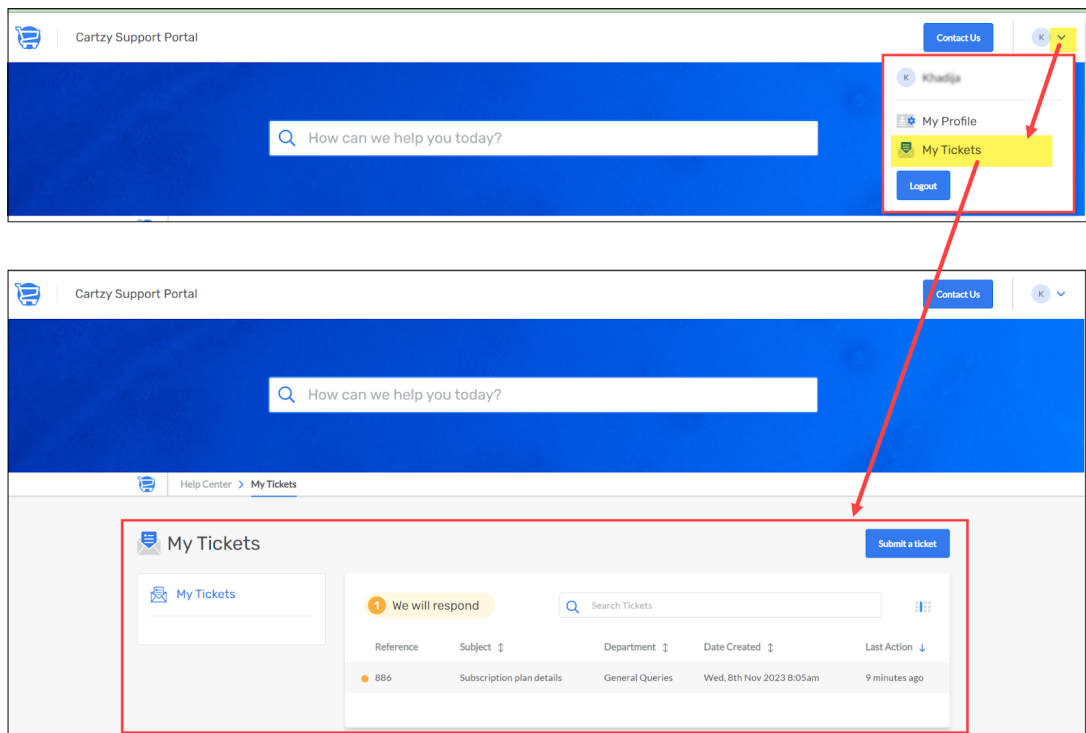 Cartzy Support Portal
Contact Us
K
K Khadija
How can we help you today?
My Profile
My Tickets
Logout
Cartzy Support Portal
Contact Us
K
How can we help you today?
Help Center > My Tickets
My Tickets
Submit a ticket
My Tickets
1 We will respond
Search Tickets
Reference Subject Department Date Created Last Action
886 Subscription plan details General Queries Wed, 8th Nov 2023 8:05am 9 minutes ago